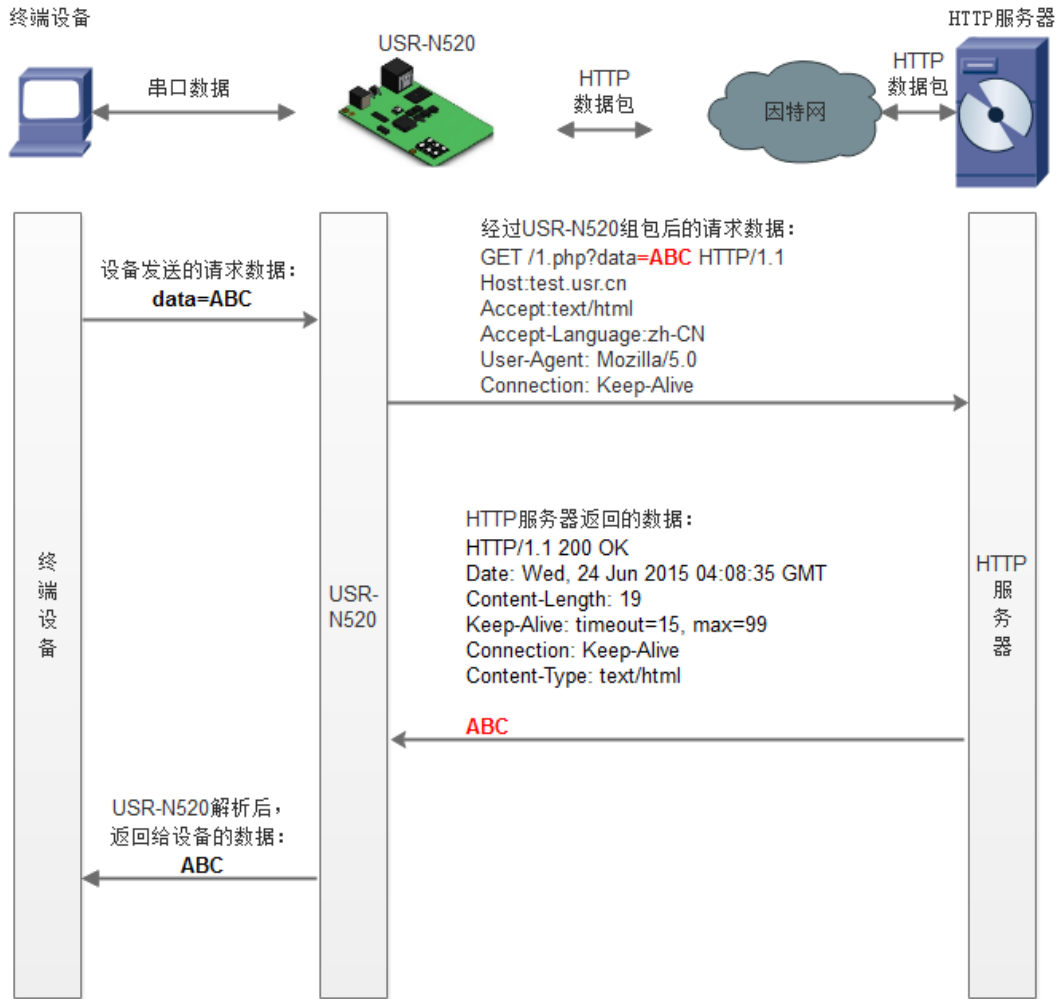 终端设备
HTTP服务器
USR-N520
串口数据
HTTP
数据包
因特网
HTTP
数据包
设备发送的请求数据：
data=ABC
经过USR-N520组包后的请求数据：
GET /1.php?data=ABC HTTP/1.1
Host:test.usr.cn
Accept:text/html
Accept-Language:zh-CN
User-Agent: Mozilla/5.0
Connection: Keep-Alive
HTTP服务器返回的数据：
HTTP/1.1 200 OK
Date: Wed, 24 Jun 2015 04:08:35 GMT
Content-Length: 19
Keep-Alive: timeout=15, max=99
Connection: Keep-Alive
Content-Type: text/html
ABC
终
端
设
备
USR-
N520
HTTP
服
务
器
USR-N520解析后，
返回给设备的数据：
ABC